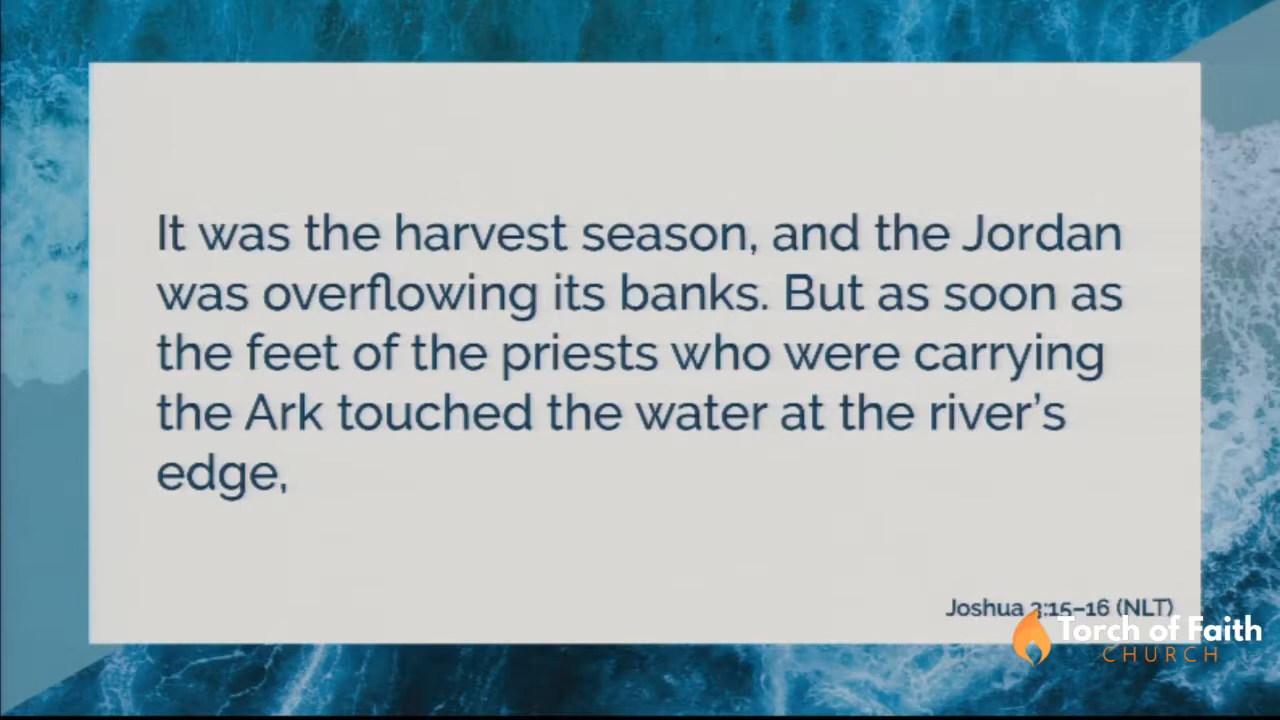 It was the harvest season, and the Jordan
was overflowing its banks. But as soon as
the feet of the priests who were carrying
the Ark touched the water at the river’s
edge,
Joshua 3:15–16 (NLT)
Torch of Faith
CHURCH